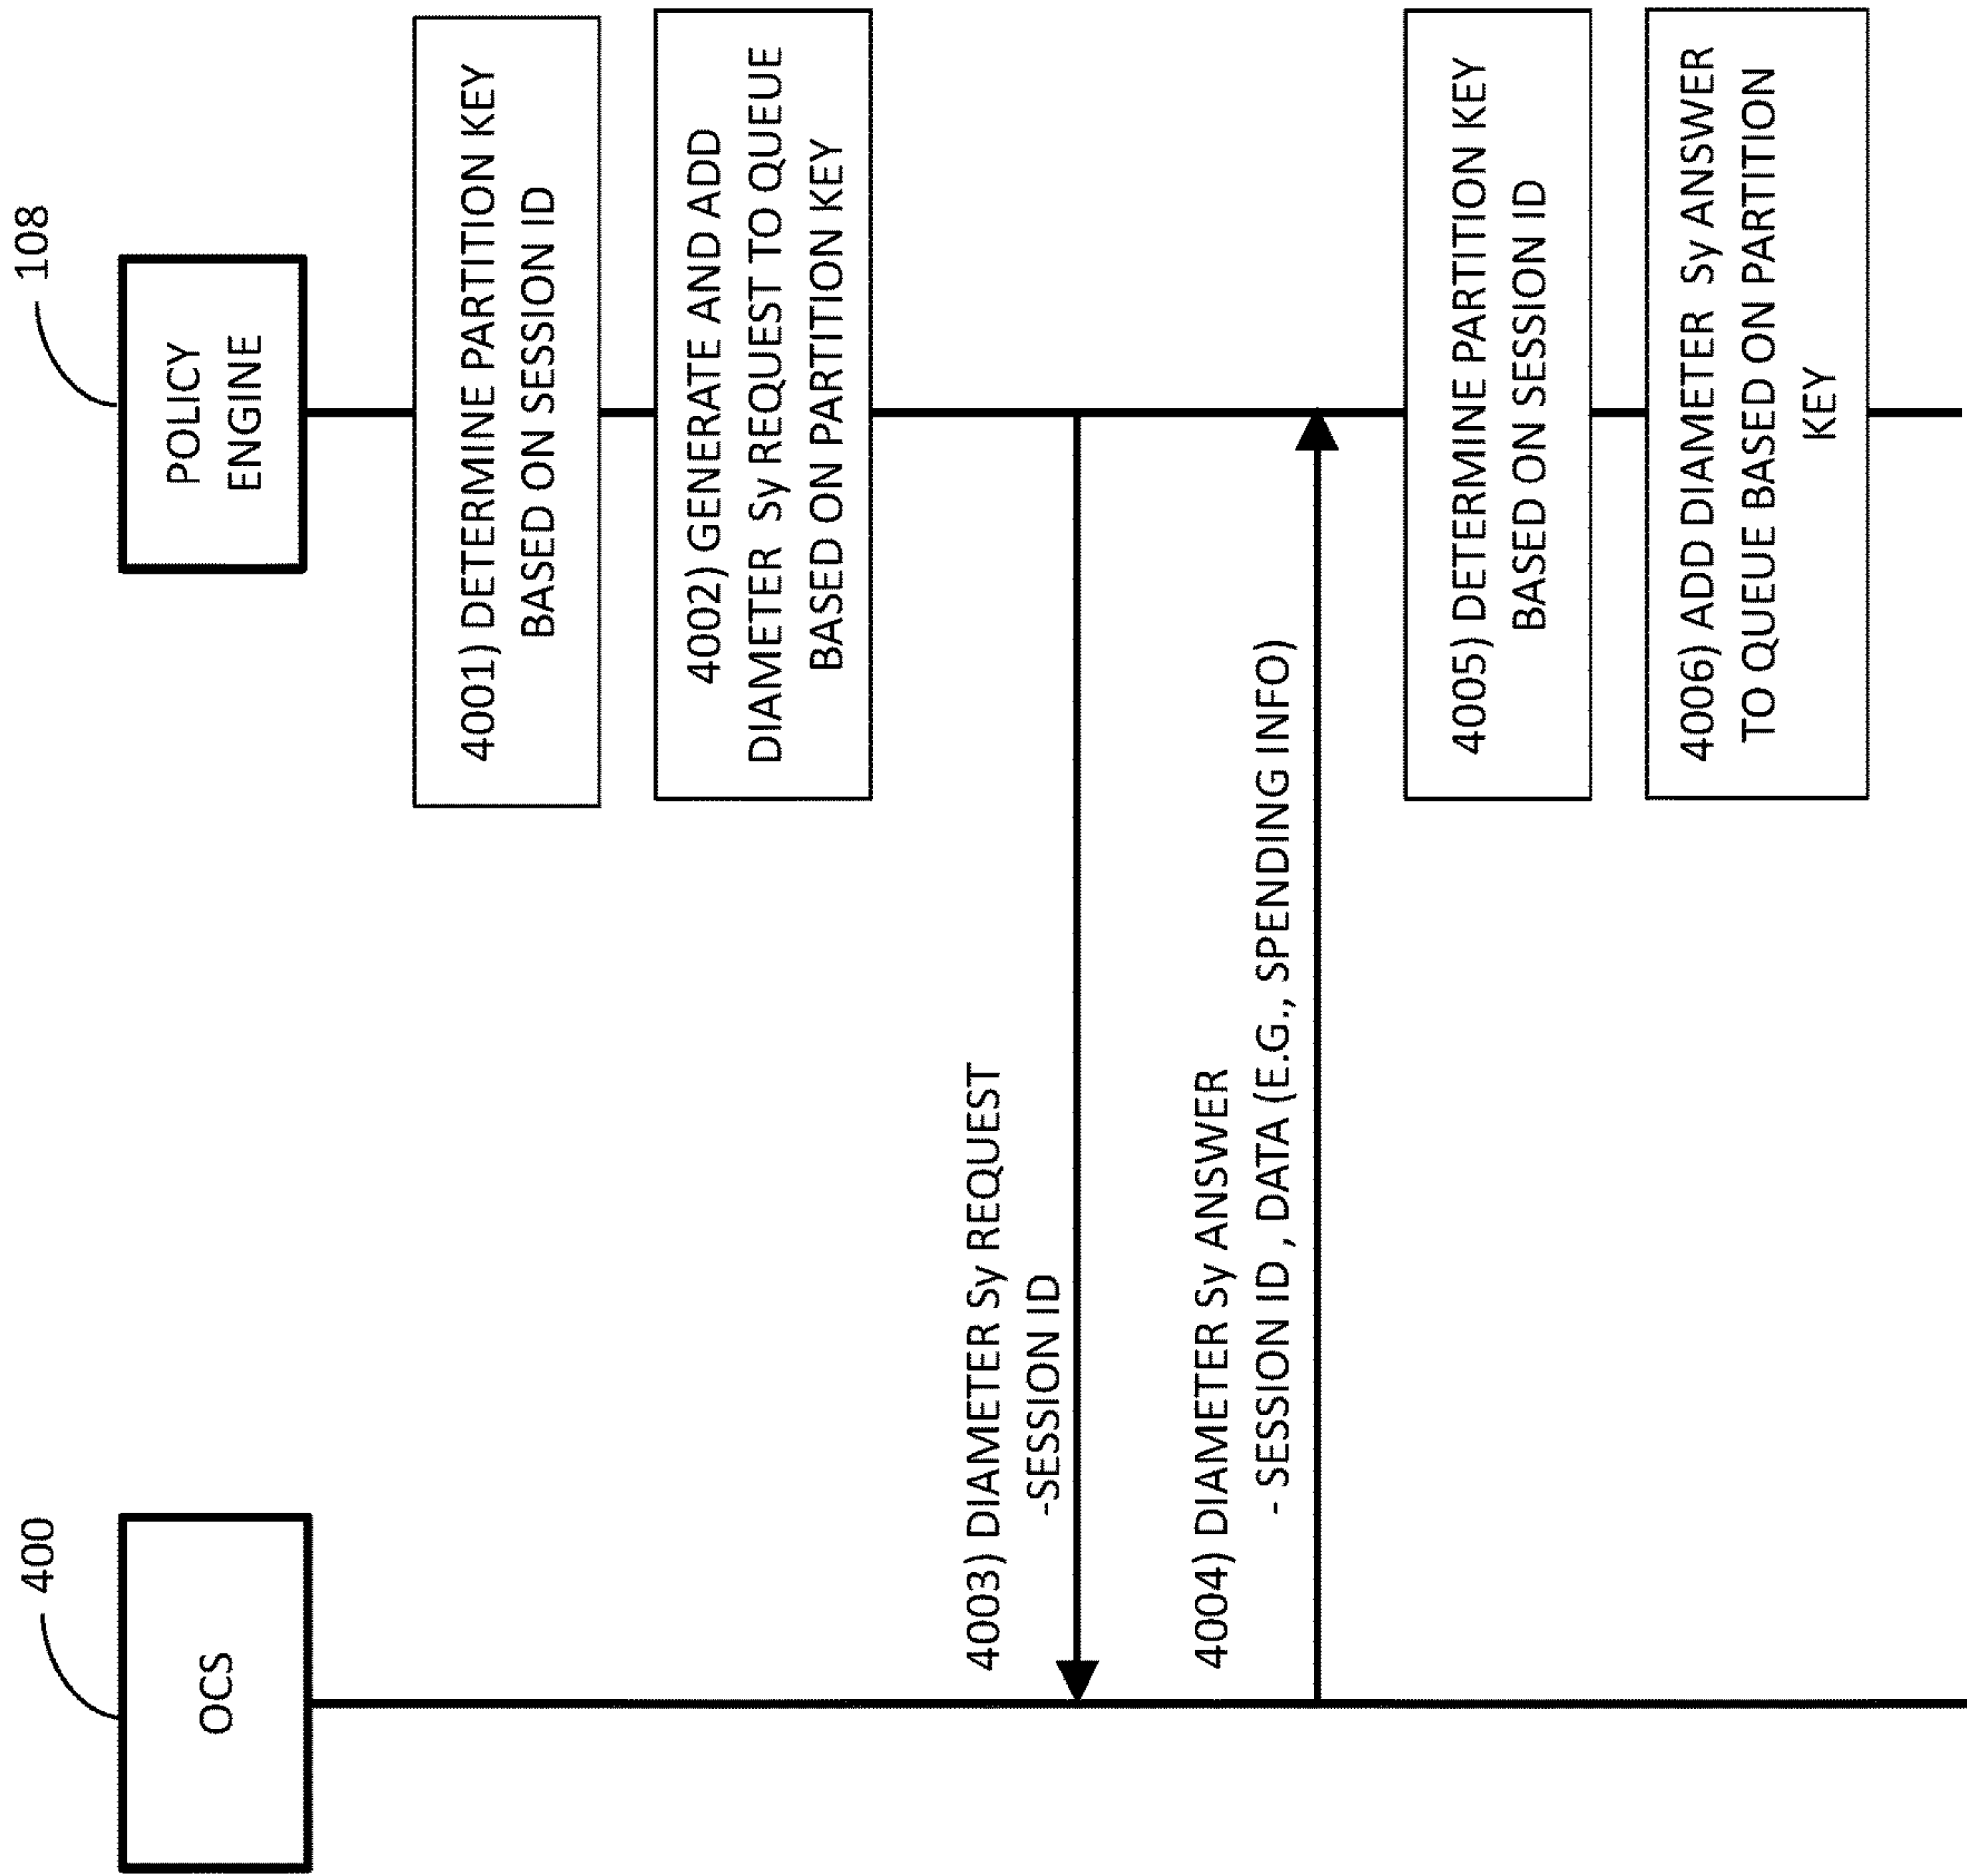 400
OCS
108
POLICY
ENGINE
4001) DETERMINE PARTITION KEY
BASED ON SESSION ID
4002) GENERATE AND ADD
DIAMETER Sy REQUEST TO QUEUE
BASED ON PARTITION KEY
4003) DIAMETER Sy REQUEST
-SESSION ID
4004) DIAMETER Sy ANSWER
- SESSION ID , DATA (E.G., SPENDING INFO)
4005) DETERMINE PARTITION KEY
BASED ON SESSION ID
4006) ADD DIAMETER Sy ANSWER
TO QUEUE BASED ON PARTITION
KEY